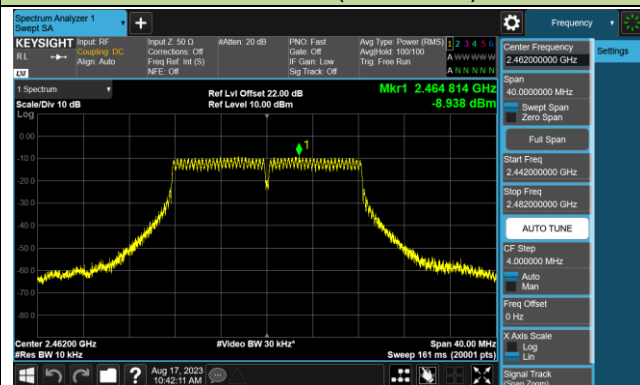 Spectrum Analyzer 1
Swept SA
Frequency
KEYSIGHT
RL
LXI
Input: RF
Coupling: DC
Align: Auto
Input Z: 50 Ω
Corrections: Off
Freq Ref: Int (S)
NFE: Off
#Atten: 20 dB
PNO: Fast
Gate: Off
IF Gain: Low
Sig Track: Off
Avg Type: Power (RMS)
Avg|Hold: 100/100
Trig: Free Run
1 2 3 4 5 6
A W W W W W
A N N N N N
1 Spectrum
Scale/Div 10 dB
Log
Ref Lvl Offset 22.00 dB
Ref Level 10.00 dBm
Mkr1 2.464 814 GHz
-8.938 dBm
1
0.00
-10.0
-20.0
-30.0
-40.0
-50.0
-60.0
-70.0
-80.0
Center 2.46200 GHz
#Res BW 10 kHz
#Video BW 30 kHz*
Span 40.00 MHz
Sweep 161 ms (20001 pts)
Center Frequency
2.462000000 GHz
Settings
Span
40.0000000 MHz
Swept Span
Zero Span
Full Span
Start Freq
2.442000000 GHz
Stop Freq
2.482000000 GHz
AUTO TUNE
CF Step
4.000000 MHz
Auto
Man
Freq Offset
0 Hz
X Axis Scale
Log
Lin
Signal Track
(Span Zoom)
?
Aug 17, 2023
10:42:11 AM